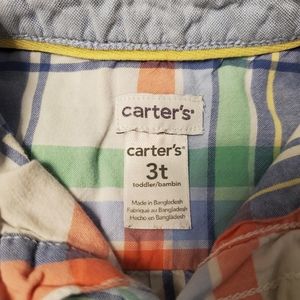 carter's®
carter's®
3t
toddler/bambin
Made in Bangladesh
Fabriqué au Bangladesh
Hecho en Bangladesh